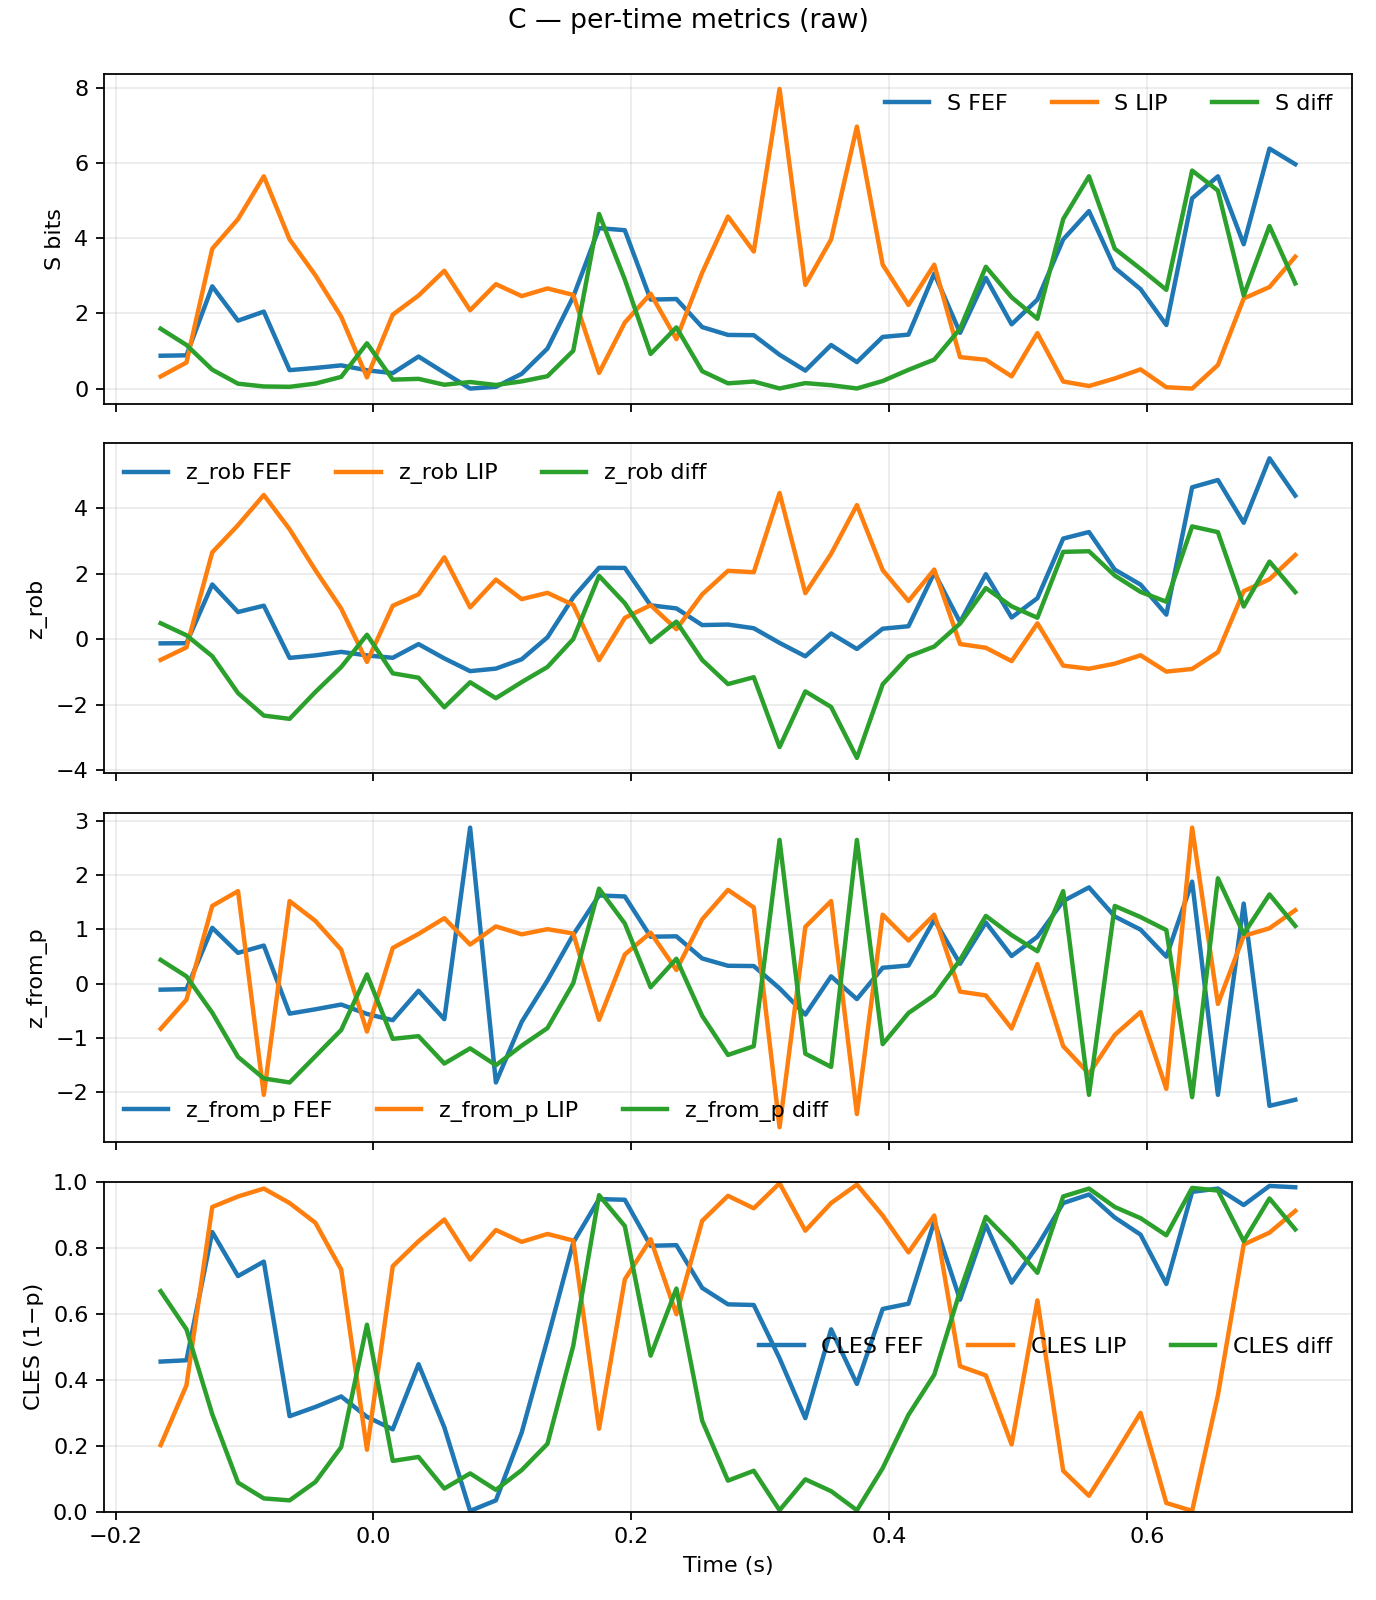 C — per-time metrics (raw)
S FEF S LIP S diff
8
6
4
2
0
S bits
z_rob FEF z_rob LIP z_rob diff
4
2
0
−2
−4
z_rob
3
2
1
0
−1
−2
z_from_p
z_from_p FEF z_from_p LIP z_from_p diff
1.0
0.8
0.6
0.4
0.2
0.0
CLES (1−p)
CLES FEF CLES LIP CLES diff
−0.2 0.0 0.2 0.4 0.6
Time (s)